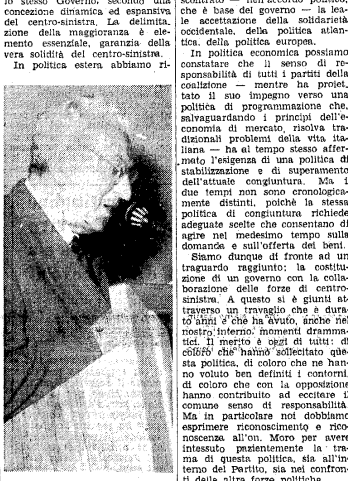 lo stesso Governo, secondo una
concezione dinamica ed espansiva
del centro-sinistra. La delimita-
zione della maggioranza è ele-
mento essenziale, garanzia della
vera solidità del centro-sinistra.
In politica estera abbiamo ri-
che è base del governo — la lea-
le accettazione della solidarietà
occidentale, della politica atlan-
tica, della politica europea.
In politica economica possiamo
constatare che il senso di re-
sponsabilità di tutti i partiti della
coalizione — mentre ha projet-
tato il suo impegno verso una
politica di programmazione che,
salvaguardando i principi dell'e-
conomia di mercato, risolva tra-
dizionali problemi della vita ita-
liana — ha al tempo stesso affer-
mato l'esigenza di una politica di
stabilizzazione e di superamento
dell'attuale congiuntura. Ma i
due tempi non sono cronologica-
mente distinti, poichè la stessa
politica di congiuntura richiede
adeguate scelte che consentano di
agire nel medesimo tempo sulla
domanda e sull'offerta dei beni.
Siamo dunque di fronte ad un
traguardo raggiunto: la costitu-
zione di un governo con la colla-
borazione delle forze di centro-
sinistra. A questo si è giunti at-
traverso un travaglio che è dura-
to anni e che ha avuto, anche nel
nostro interno, momenti dramma-
tici. Il merito è oggi di tutti: di
coloro che hanno sollecitato que-
sta politica, di coloro che ne han-
no voluto ben definiti i contorni,
di coloro che con la opposizione
hanno contribuito ad eccitare il
comune senso di responsabilità.
Ma in particolare noi dobbiamo
esprimere riconoscimento e rico-
noscenza all'on. Moro per avere
intessuto pazientemente la tra-
ma di questa politica, sia all'in-
terno del Partito, sia nei confron-
ti delle altre forze politiche.